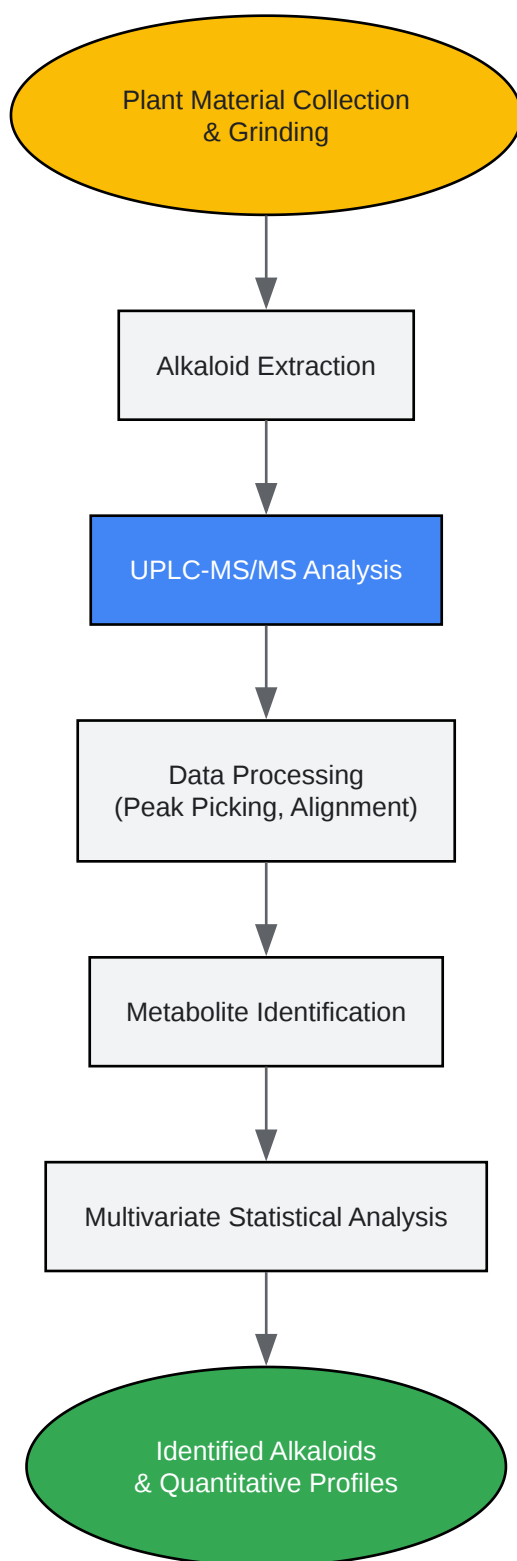 Plant Material Collection
& Grinding
Alkaloid Extraction
UPLC-MS/MS Analysis
Data Processing
(Peak Picking, Alignment)
Metabolite Identification
Multivariate Statistical Analysis
Identified Alkaloids
& Quantitative Profiles